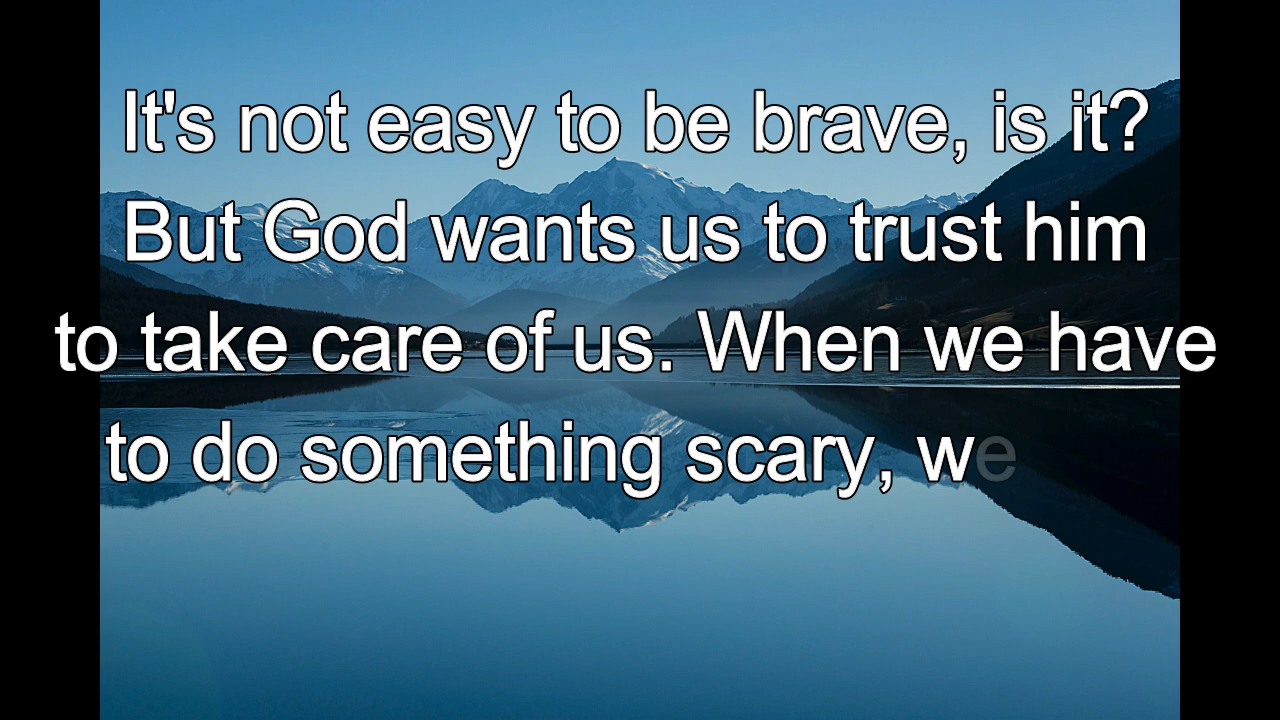 It's not easy to be brave, is it?
But God wants us to trust him
to take care of us. When we have
to do something scary, we